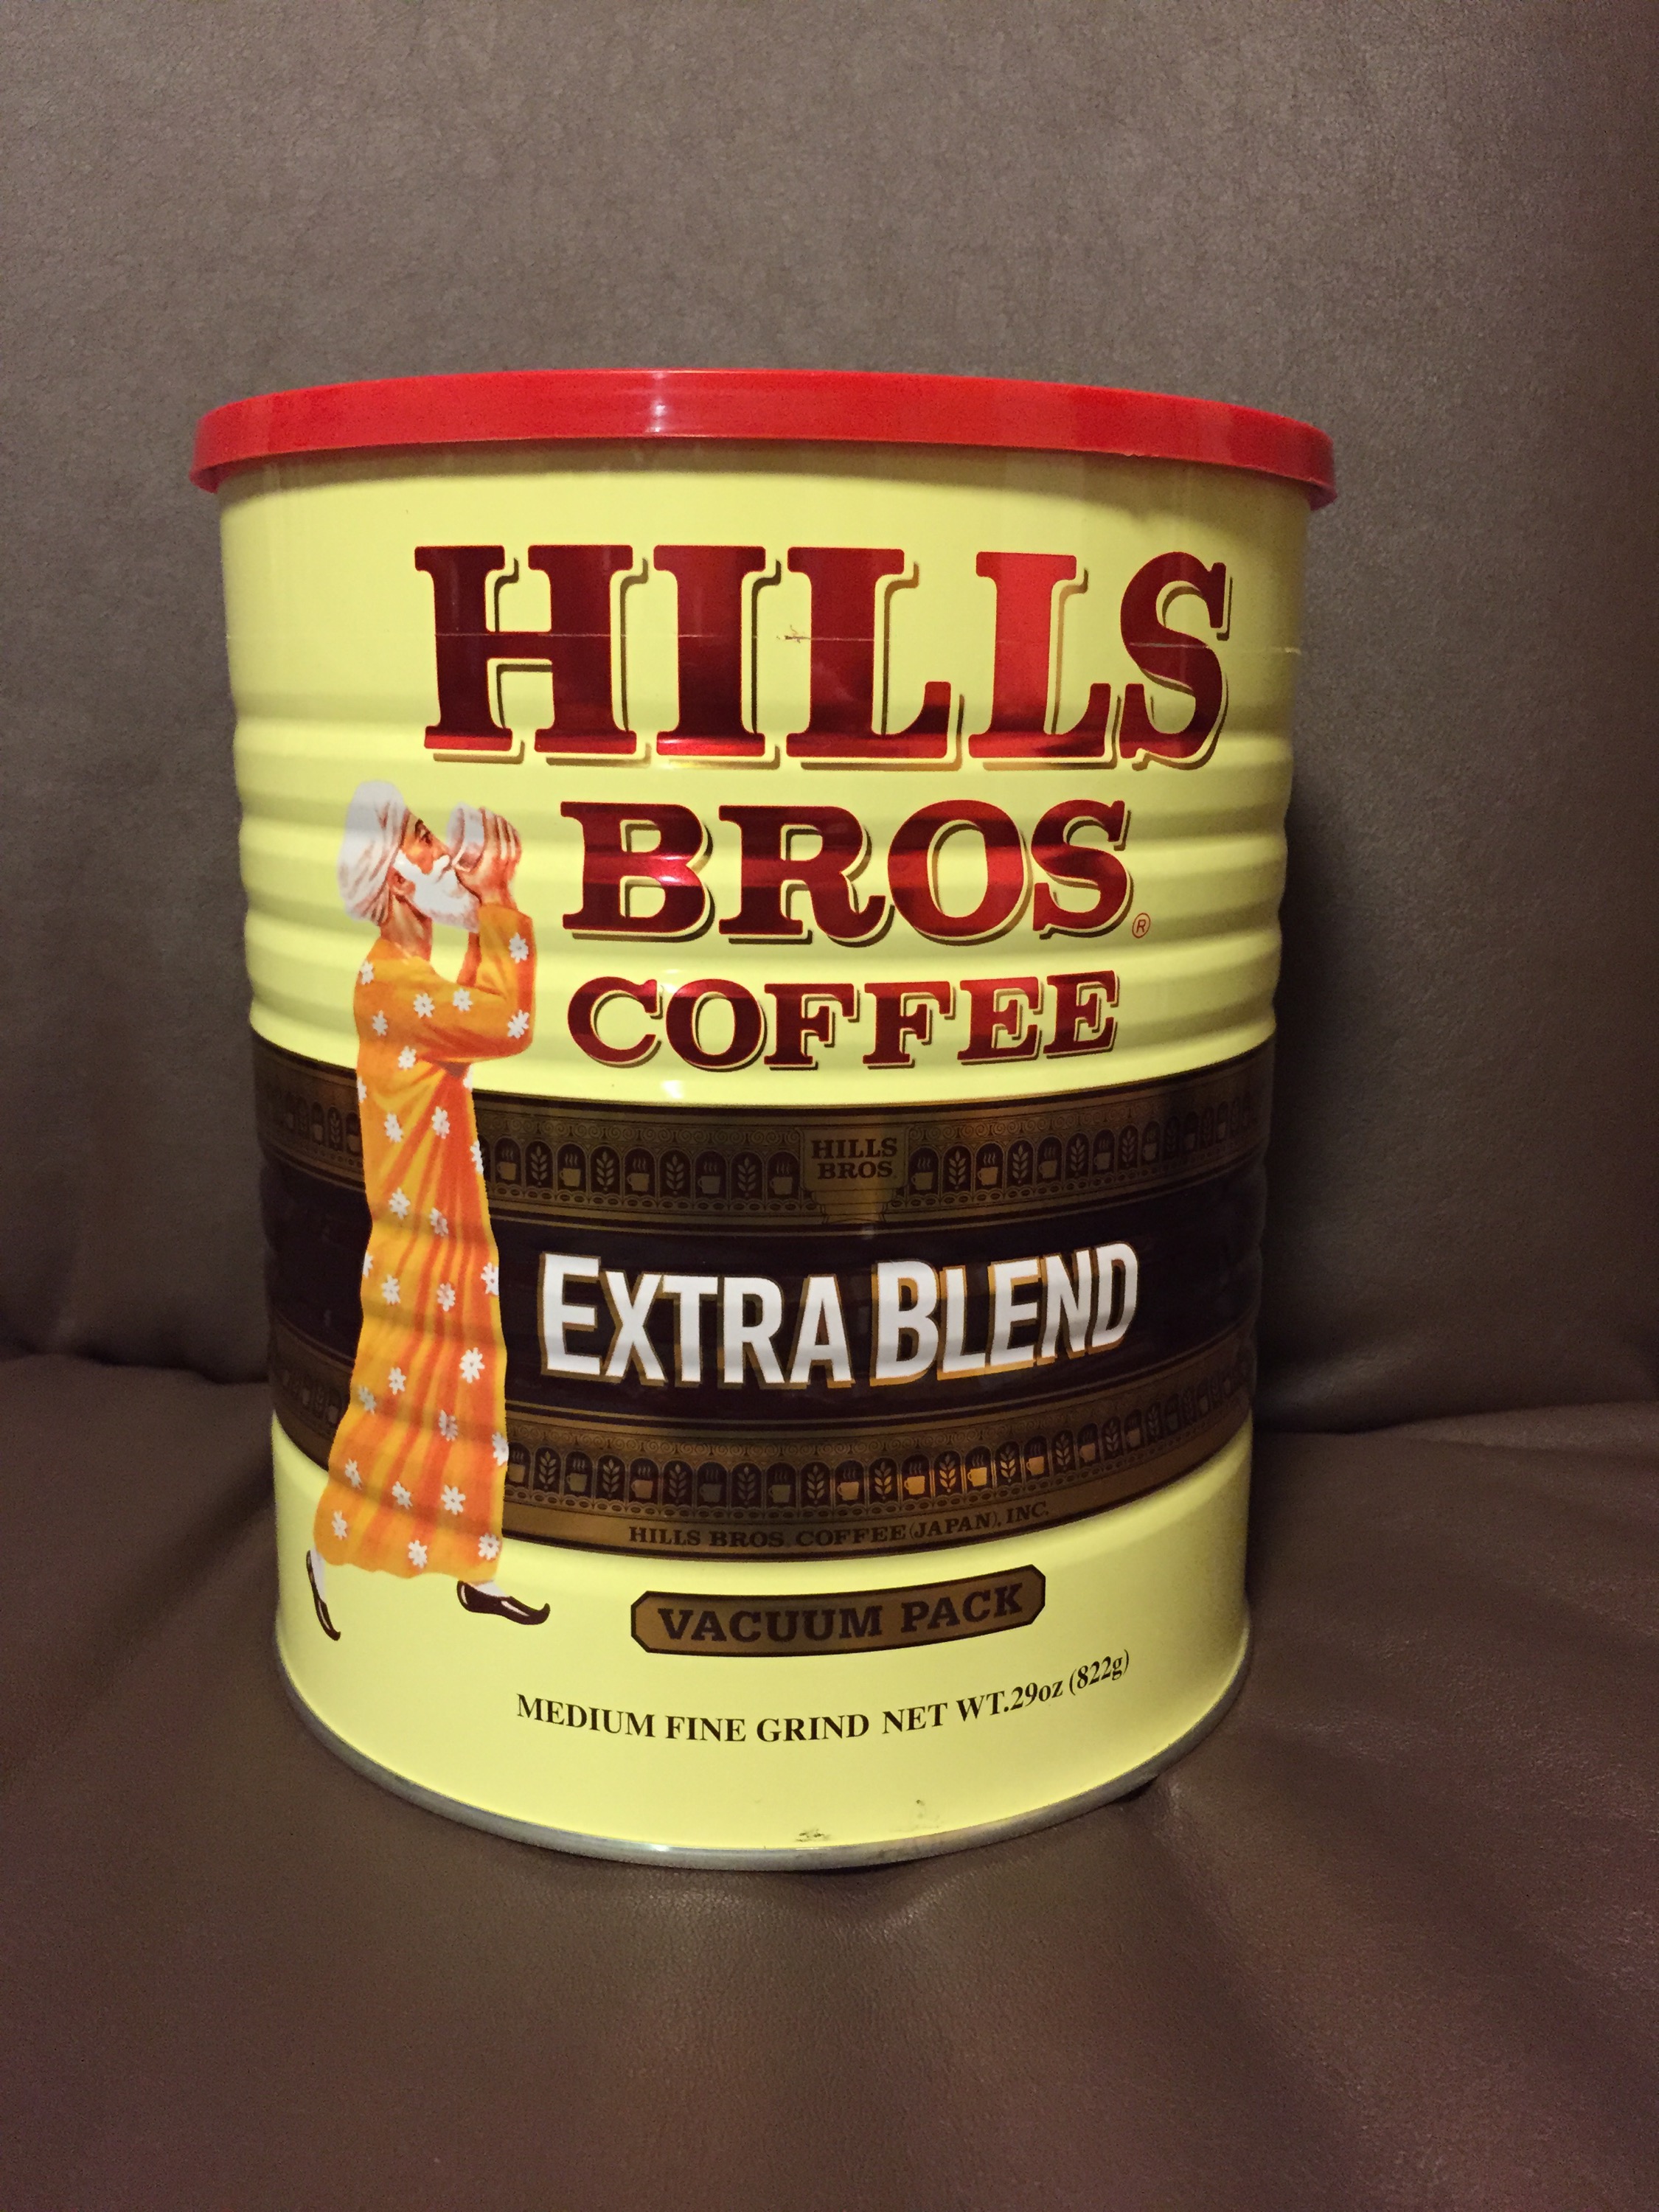 HILLS
BROS®
COFFEE
HILLS
BROS.
EXTRA BLEND
HILLS BROS. COFFEE (JAPAN), INC.
VACUUM PACK
MEDIUM FINE GRIND NET WT.29oz (822g)